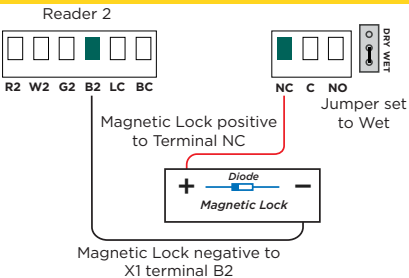 Reader 2
R2 W2 G2 B2 LC BC
NC C NO
DRY WET
Jumper set
to Wet
Magnetic Lock positive
to Terminal NC
+ Diode −
Magnetic Lock
Magnetic Lock negative to
X1 terminal B2